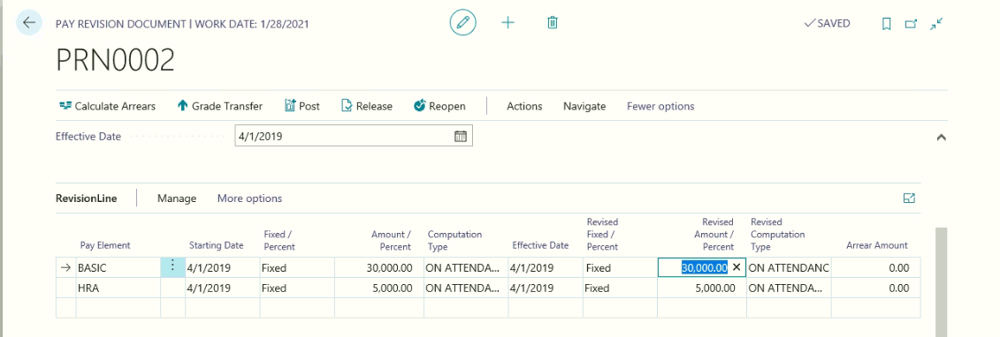 PAY REVISION DOCUMENT | WORK DATE: 1/28/2021
SAVED
PRN0002
Calculate Arrears Grade Transfer Post Release Reopen Actions Navigate Fewer options
Effective Date 4/1/2019
RevisionLine Manage More options
Pay Element Starting Date Fixed / Percent Amount / Percent Computation Type Effective Date Revised Fixed / Percent Revised Amount / Percent Revised Computation Type Arrear Amount
BASIC 4/1/2019 Fixed 30,000.00 ON ATTENDA... 4/1/2019 Fixed 30,000.00 ON ATTENDANC 0.00
HRA 4/1/2019 Fixed 5,000.00 ON ATTENDA... 4/1/2019 Fixed 5,000.00 ON ATTENDA... 0.00